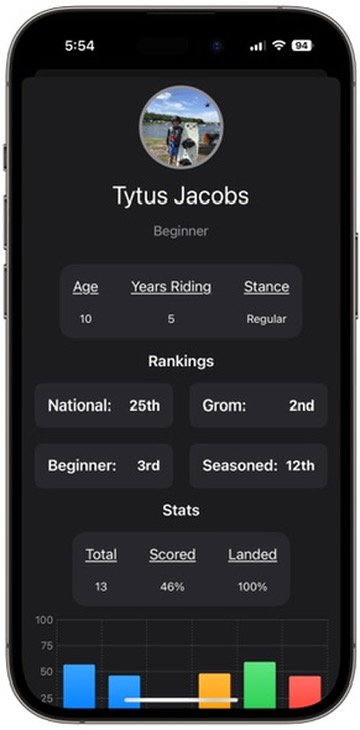 5:54 94
Tytus Jacobs
Beginner
Age Years Riding Stance
10 5 Regular
Rankings
National: 25th Grom: 2nd
Beginner: 3rd Seasoned: 12th
Stats
Total Scored Landed
13 46% 100%
100
75
50
25